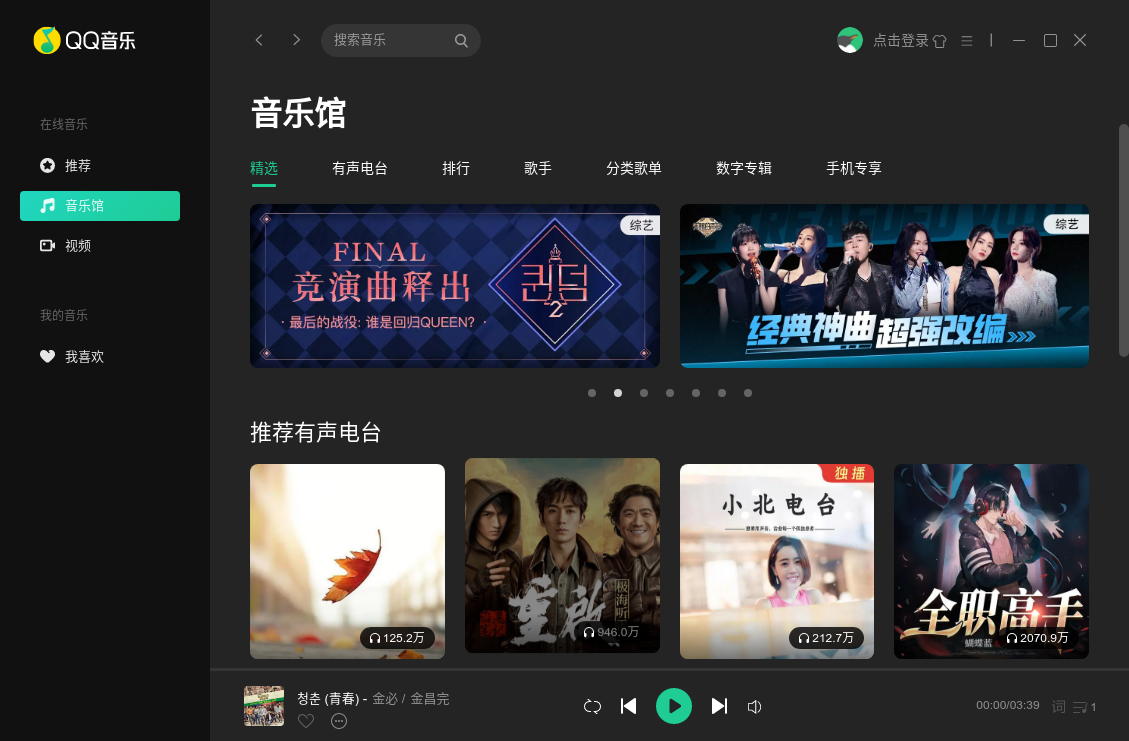 QQ音乐
搜索音乐
点击登录
在线音乐
推荐
音乐馆
视频
我的音乐
我喜欢
音乐馆
精选 有声电台 排行 歌手 分类歌单 数字专辑 手机专享
综艺
FINAL
竞演曲释出
· 最后的战役: 谁是回归QUEEN? ·
퀸덤
2
综艺
经典神曲 超强改编 >>>
推荐有声电台
125.2万
重启
极海听
946.0万
独播
小北电台
212.7万
全职高手
蝴蝶蓝
2070.9万
청춘 (青春) - 金必 / 金昌完
00:00/03:39 词 1